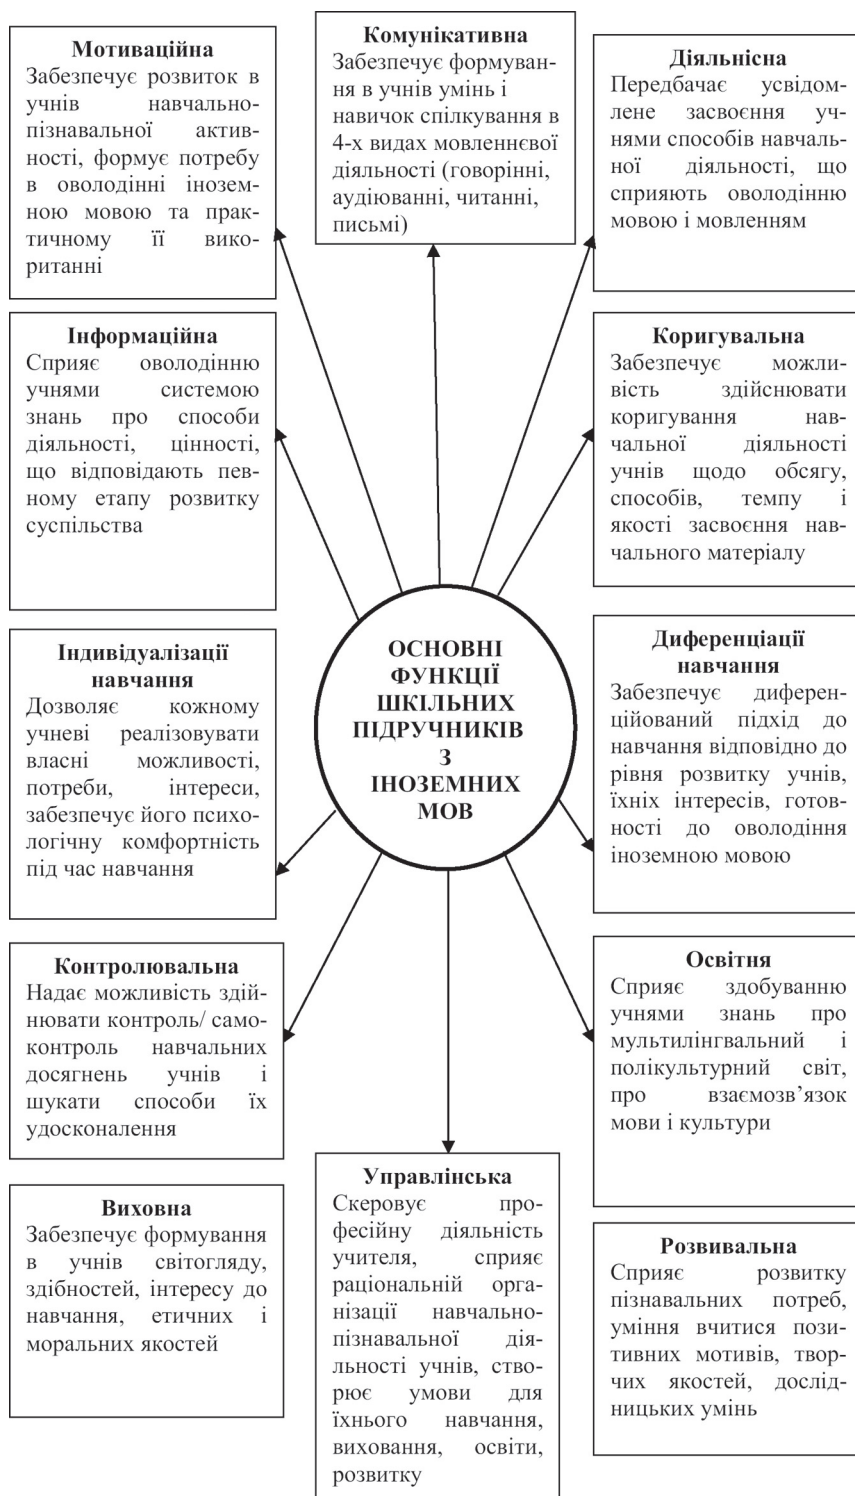 Мотиваційна
Забезпечує розвиток в
учнів навчально-
пізнавальної актив-
ності, формує потребу
в оволодінні інозем-
ною мовою та прак-
тичному її вико-
ританні
Комунікативна
Забезпечує формуван-
ня в учнів умінь і
навичок спілкування в
4-х видах мовленнєвої
діяльності (говорінні,
аудіюванні, читанні,
письмі)
Діяльнісна
Передбачає усвідом-
лене засвоєння уч-
нями способів навчаль-
ної діяльності, що
сприяють оволодінню
мовою і мовленням
Інформаційна
Сприяє оволодінню
учнями системою
знань про способи
діяльності, цінності,
що відповідають пев-
ному етапу розвитку
суспільства
Коригувальна
Забезпечує можли-
вість здійснювати
коригування нав-
чальної діяльності
учнів щодо обсягу,
способів, темпу і
якості засвоєння нав-
чального матеріалу
ОСНОВНІ
ФУНКЦІЇ
ШКІЛЬНИХ
ПІДРУЧНИКІВ
З
ІНОЗЕМНИХ
МОВ
Індивідуалізації
навчання
Дозволяє кожному
учневі реалізовувати
власні можливості,
потреби, інтереси,
забезпечує його психо-
логічну комфортність
під час навчання
Диференціації
навчання
Забезпечує диферен-
ційований підхід до
навчання відповідно до
рівня розвитку учнів,
їхніх інтересів, готов-
ності до оволодіння
іноземною мовою
Контролювальна
Надає можливість здій-
нювати контроль/ само-
контроль навчальних
досягнень учнів і
шукати способи їх
удосконалення
Освітня
Сприяє здобуванню
учнями знань про
мультилінгвальний і
полікультурний світ,
про взаємозв’язок
мови і культури
Виховна
Забезпечує формування
в учнів світогляду,
здібностей, інтересу до
навчання, етичних і
моральних якостей
Управлінська
Скеровує про-
фесійну діяльність
учителя, сприяє
раціональній орга-
нізації навчально-
пізнавальної дія-
льності учнів, ство-
рює умови для
їхнього навчання,
виховання, освіти,
розвитку
Розвивальна
Сприяє розвитку
пізнавальних потреб,
уміння вчитися пози-
тивних мотивів, твор-
чих якостей, дослід-
ницьких умінь